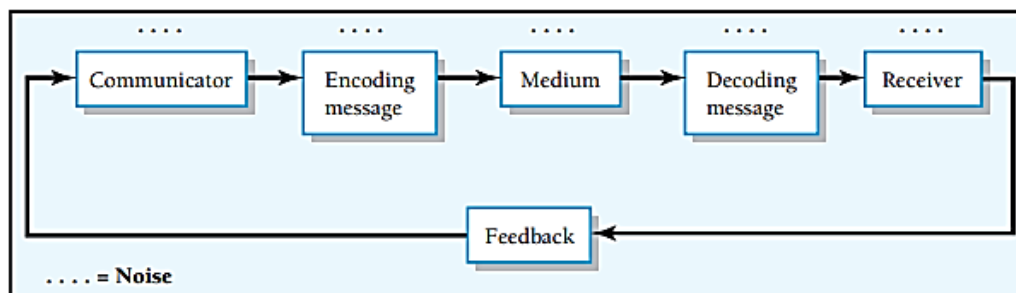 . . . . . . . . . . . . . . . . . . . .
Communicator
Encoding
message
Medium
Decoding
message
Receiver
Feedback
. . . . = Noise